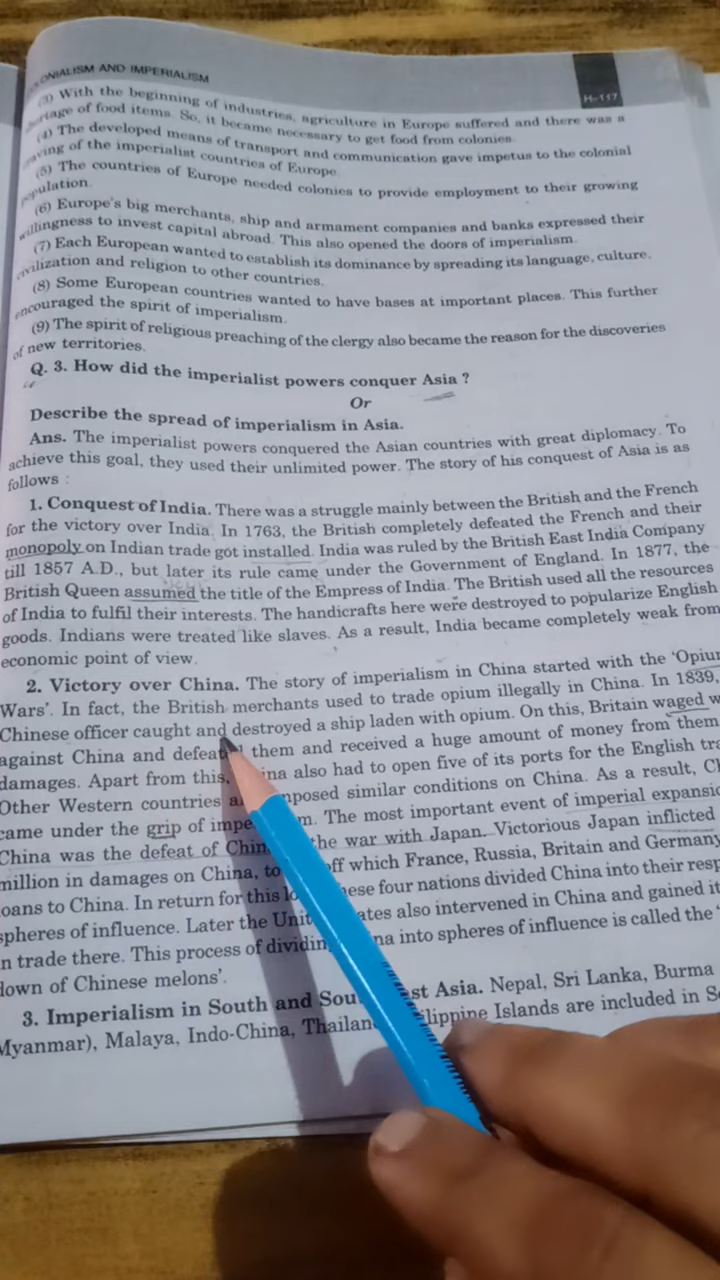 COLONIALISM AND IMPERIALISM
H-117
(3) With the beginning of industries, agriculture in Europe suffered and there was a
of food items. So, it became necessary to get food from colonies.
(4) The developed means of transport and communication gave impetus to the colonial
of the imperialist countries of Europe.
(5) The countries of Europe needed colonies to provide employment to their growing
population.
(6) Europe's big merchants, ship and armament companies and banks expressed their
willingness to invest capital abroad. This also opened the doors of imperialism.
(7) Each European wanted to establish its dominance by spreading its language, culture,
civilization and religion to other countries.
(8) Some European countries wanted to have bases at important places. This further
encouraged the spirit of imperialism.
(9) The spirit of religious preaching of the clergy also became the reason for the discoveries
of new territories.
Q. 3. How did the imperialist powers conquer Asia ?
Or
Describe the spread of imperialism in Asia.
Ans. The imperialist powers conquered the Asian countries with great diplomacy. To
achieve this goal, they used their unlimited power. The story of his conquest of Asia is as
follows :
1. Conquest of India. There was a struggle mainly between the British and the French
for the victory over India. In 1763, the British completely defeated the French and their
monopoly on Indian trade got installed. India was ruled by the British East India Company
till 1857 A.D., but later its rule came under the Government of England. In 1877, the
British Queen assumed the title of the Empress of India. The British used all the resources
of India to fulfil their interests. The handicrafts here were destroyed to popularize English
goods. Indians were treated like slaves. As a result, India became completely weak from
economic point of view.
2. Victory over China. The story of imperialism in China started with the 'Opium
Wars'. In fact, the British merchants used to trade opium illegally in China. In 1839,
Chinese officer caught and destroyed a ship laden with opium. On this, Britain waged w
against China and defeat them and received a huge amount of money from them
damages. Apart from this, ina also had to open five of its ports for the English tra
Other Western countries a mposed similar conditions on China. As a result, Cl
came under the grip of impe m. The most important event of imperial expansio
China was the defeat of Chin the war with Japan. Victorious Japan inflicted
million in damages on China, to off which France, Russia, Britain and Germany
oans to China. In return for this lo hese four nations divided China into their resp
spheres of influence. Later the Unit ates also intervened in China and gained it
n trade there. This process of dividin na into spheres of influence is called the '
down of Chinese melons'.
3. Imperialism in South and Sou st Asia. Nepal, Sri Lanka, Burma
Myanmar), Malaya, Indo-China, Thailan ilippine Islands are included in S